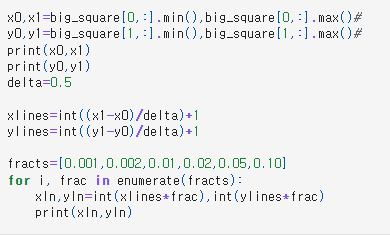 x0,x1=big_square[0,:].min(),big_square[0,:].max()#
y0,y1=big_square[1,:].min(),big_square[1,:].max()#
print(x0,x1)
print(y0,y1)
delta=0.5
xlines=int((x1-x0)/delta)+1
ylines=int((y1-y0)/delta)+1
fracts=[0.001,0.002,0.01,0.02,0.05,0.10]
for i, frac in enumerate(fracts):
    xln,yln=int(xlines*frac),int(ylines*frac)
    print(xln,yln)